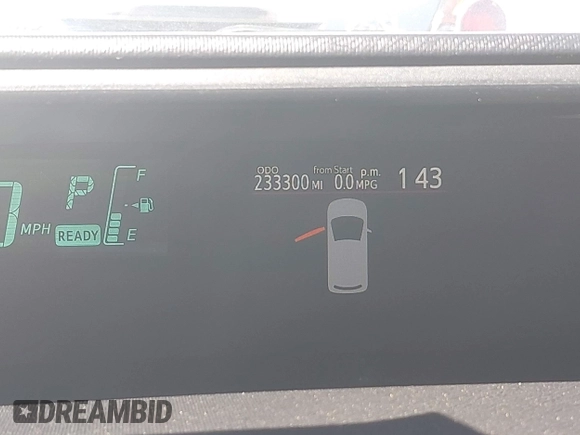 ODO from Start p.m.
233300 MI 0.0 MPG 1 43
P F
MPH READY E
DREAMBID